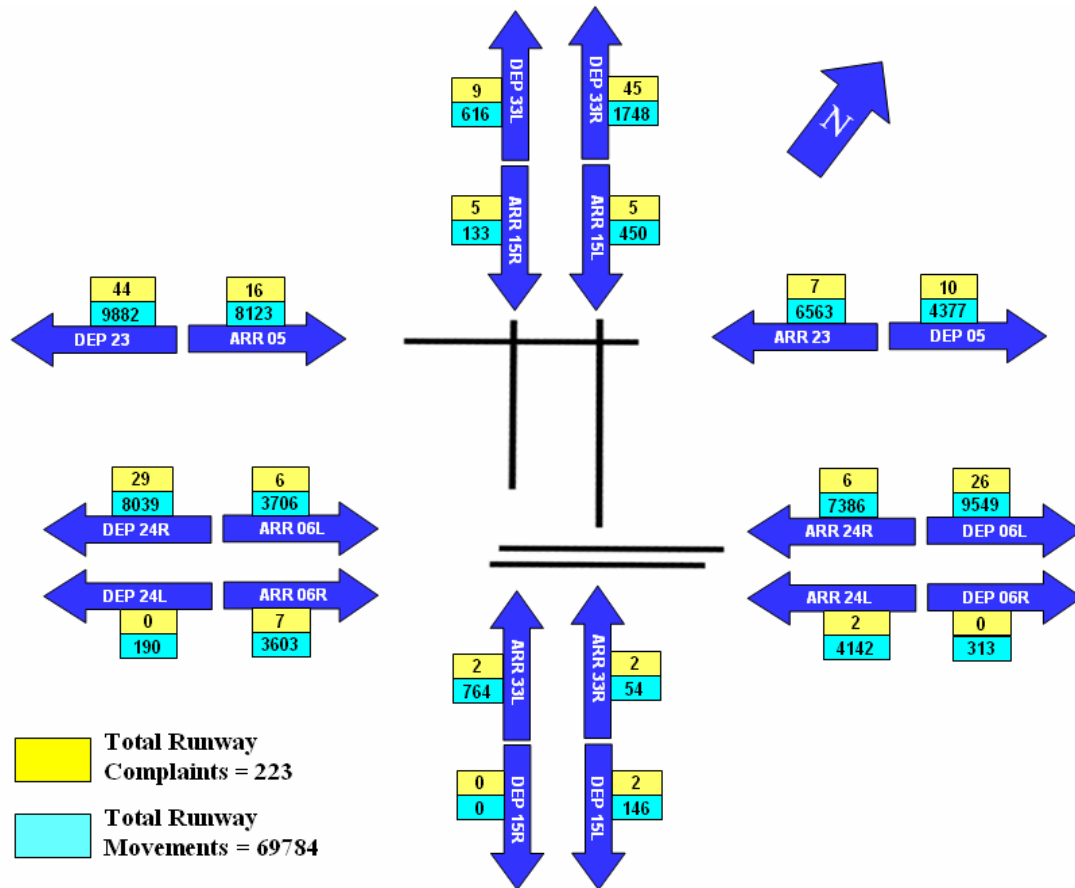 9
616
DEP 33L
DEP 33R
45
1748
N
5
133
ARR 15R
ARR 15L
5
450
44
9882
DEP 23
16
8123
ARR 05
7
6563
ARR 23
10
4377
DEP 05
29
8039
DEP 24R
6
3706
ARR 06L
6
7386
ARR 24R
26
9549
DEP 06L
DEP 24L
0
190
ARR 06R
7
3603
ARR 24L
2
4142
DEP 06R
0
313
2
764
ARR 33L
ARR 33R
2
54
0
0
DEP 15R
DEP 15L
2
146
Total Runway
Complaints = 223
Total Runway
Movements = 69784